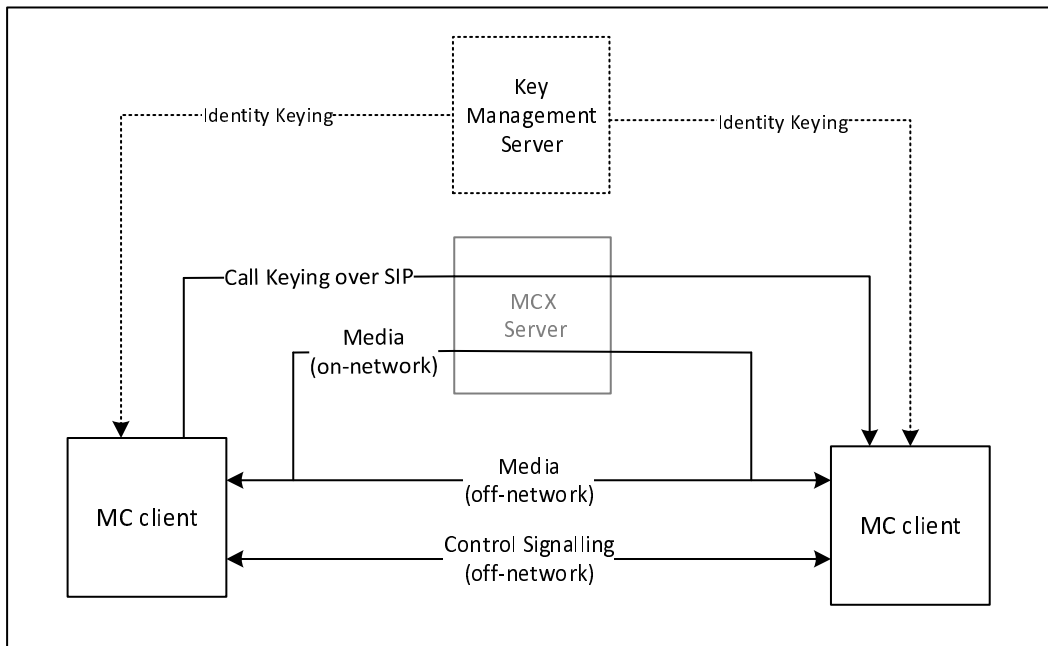 Key
Management
Server
Identity Keying
Identity Keying
Call Keying over SIP
MCX
Server
Media
(on-network)
Media
(off-network)
MC client
MC client
Control Signalling
(off-network)